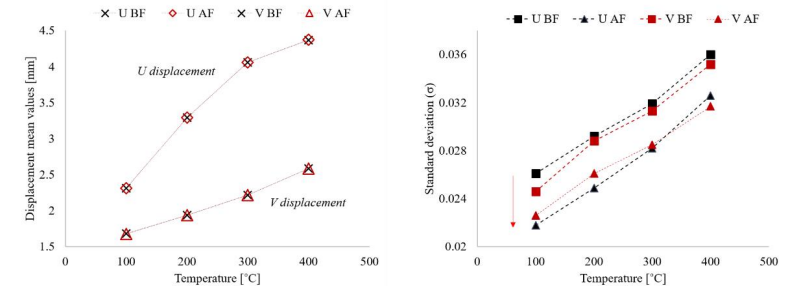 U BF U AF V BF V AF
Displacement mean values [mm]
4.5
4
3.5
3
2.5
2
1.5
U displacement
V displacement
0 100 200 300 400 500
Temperature [°C]
U BF U AF V BF V AF
Standard deviation (σ)
0.036
0.032
0.028
0.024
0.02
0 100 200 300 400 500
Temperature [°C]